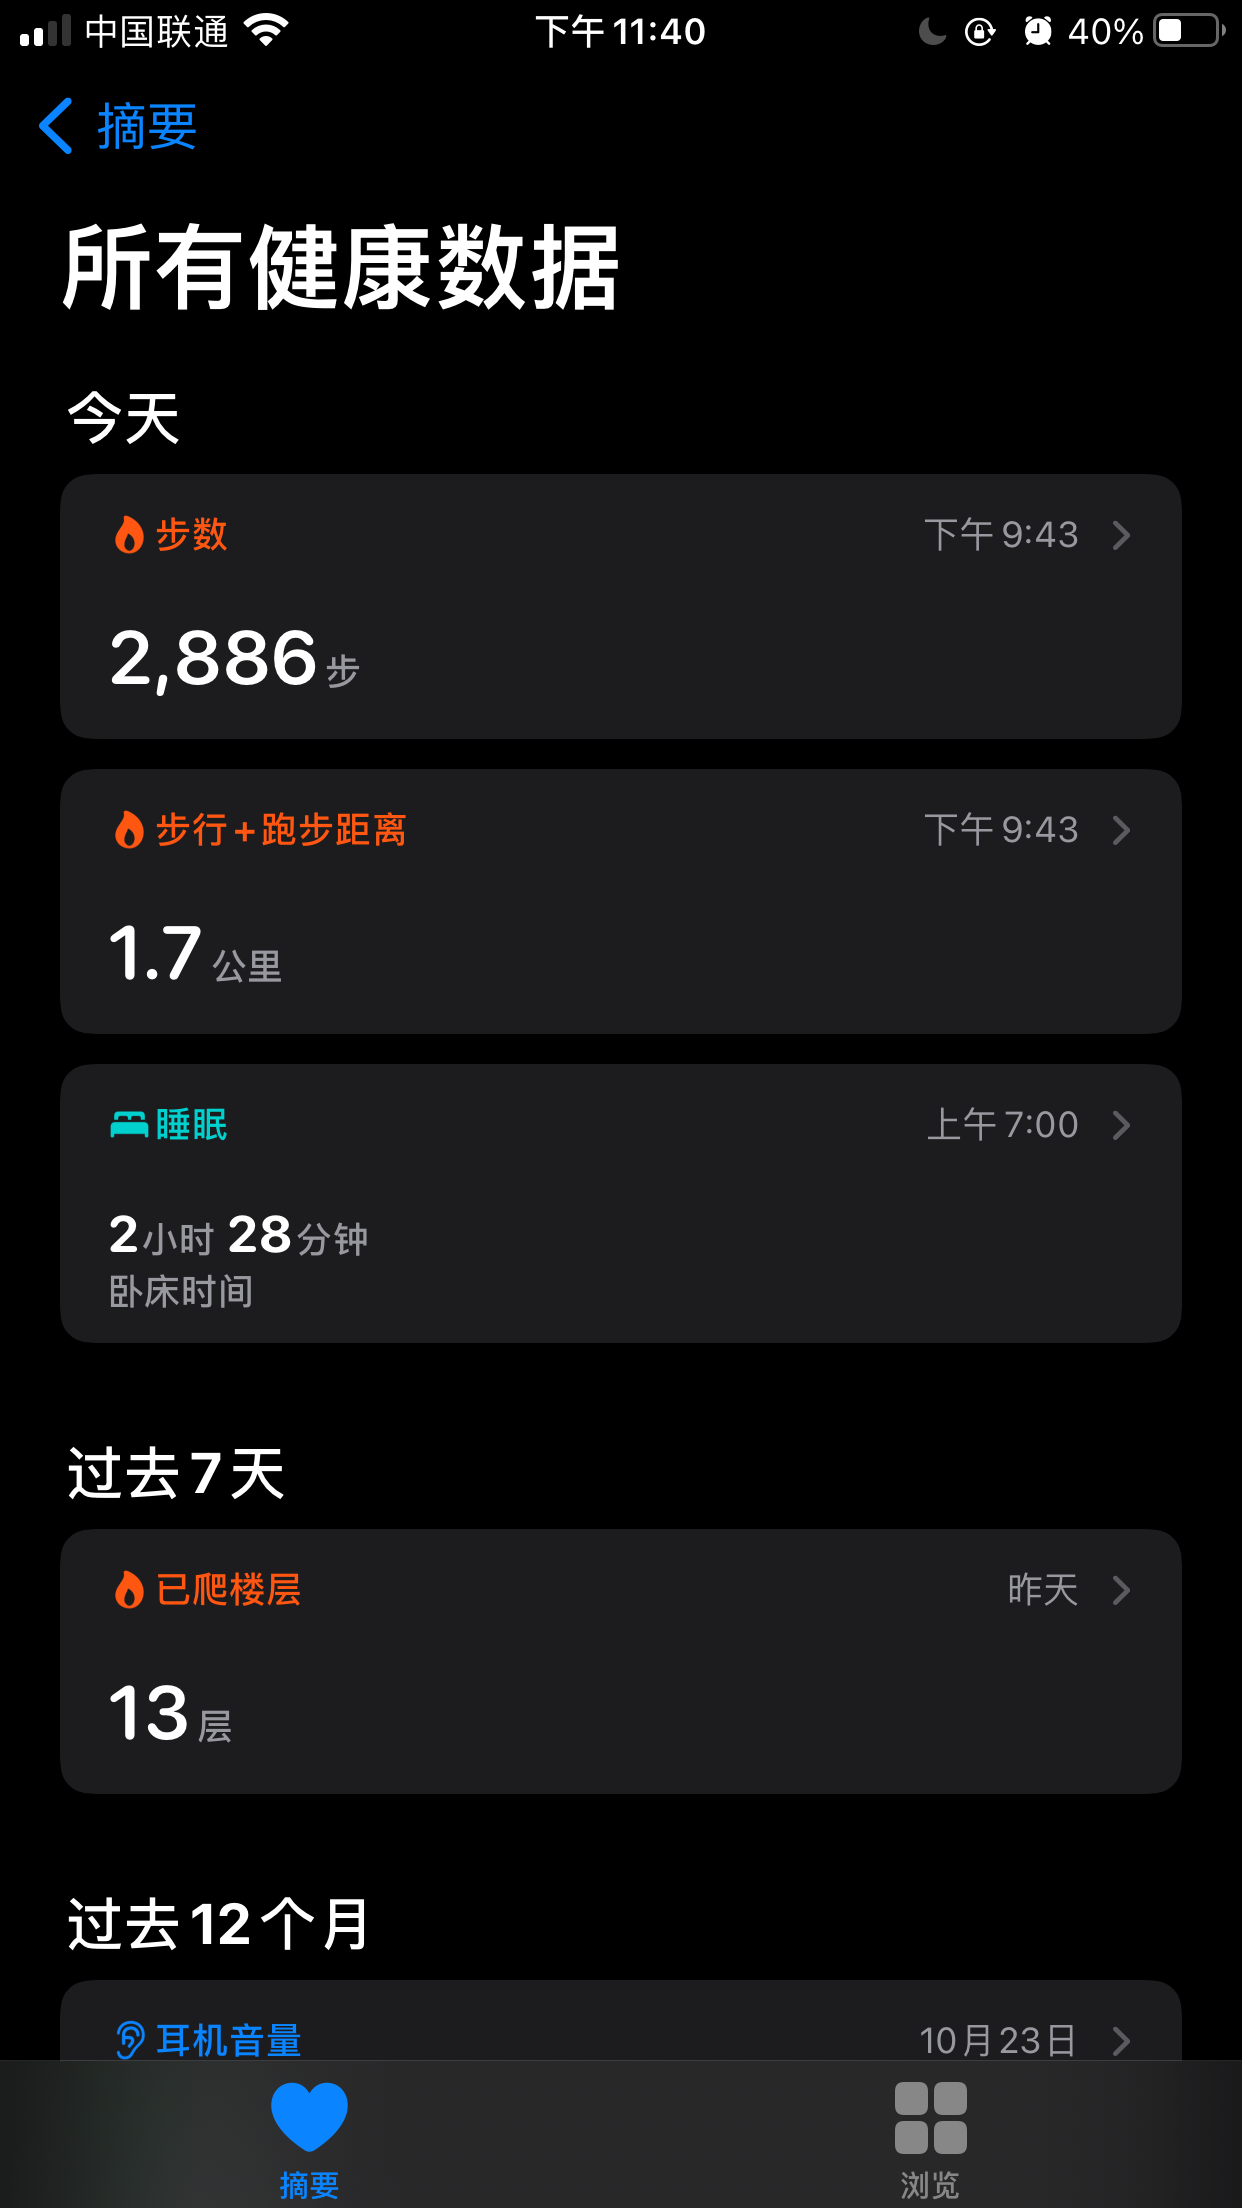 中国联通 下午 11:40 40%
摘要
所有健康数据
今天
步数 下午 9:43
2,886 步
步行+跑步距离 下午 9:43
1.7 公里
睡眠 上午 7:00
2小时 28分钟
卧床时间
过去 7 天
已爬楼层 昨天
13 层
过去 12 个月
耳机音量 10月23日
摘要 浏览